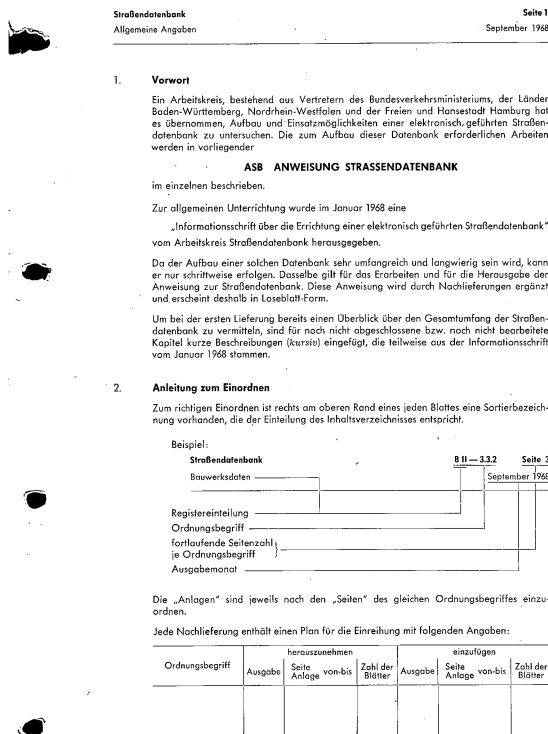 Straßendatenbank Seite 1
Allgemeine Angaben September 1968
1. Vorwort
Ein Arbeitskreis, bestehend aus Vertretern des Bundesverkehrsministeriums, der Länder
Baden-Württemberg, Nordrhein-Westfalen und der Freien und Hansestadt Hamburg hat
es übernommen, Aufbau und Einsatzmöglichkeiten einer elektronisch geführten Straßen-
datenbank zu untersuchen. Die zum Aufbau dieser Datenbank erforderlichen Arbeiten
werden in vorliegender
ASB ANWEISUNG STRASSENDATENBANK
im einzelnen beschrieben.
Zur allgemeinen Unterrichtung wurde im Januar 1968 eine
„Informationsschrift über die Errichtung einer elektronisch geführten Straßendatenbank"
vom Arbeitskreis Straßendatenbank herausgegeben.
Da der Aufbau einer solchen Datenbank sehr umfangreich und langwierig sein wird, kann
er nur schrittweise erfolgen. Dasselbe gilt für das Erarbeiten und für die Herausgabe der
Anweisung zur Straßendatenbank. Diese Anweisung wird durch Nachlieferungen ergänzt
und erscheint deshalb in Loseblatt-Form.
Um bei der ersten Lieferung bereits einen Überblick über den Gesamtumfang der Straßen-
datenbank zu vermitteln, sind für noch nicht abgeschlossene bzw. noch nicht bearbeitete
Kapitel kurze Beschreibungen (kursiv) eingefügt, die teilweise aus der Informationsschrift
vom Januar 1968 stammen.
2. Anleitung zum Einordnen
Zum richtigen Einordnen ist rechts am oberen Rand eines jeden Blattes eine Sortierbezeich-
nung vorhanden, die der Einteilung des Inhaltsverzeichnisses entspricht.
Beispiel:
Straßendatenbank B II — 3.3.2 Seite 3
Bauwerksdaten September 1968
Registereinteilung
Ordnungsbegriff
fortlaufende Seitenzahl
je Ordnungsbegriff }
Ausgabemonat
Die „Anlagen" sind jeweils nach den „Seiten" des gleichen Ordnungsbegriffes einzu-
ordnen.
Jede Nachlieferung enthält einen Plan für die Einreihung mit folgenden Angaben:
herauszunehmen einzufügen
Ordnungsbegriff Ausgabe Seite Anlage von-bis Zahl der Blätter Ausgabe Seite Anlage von-bis Zahl der Blätter